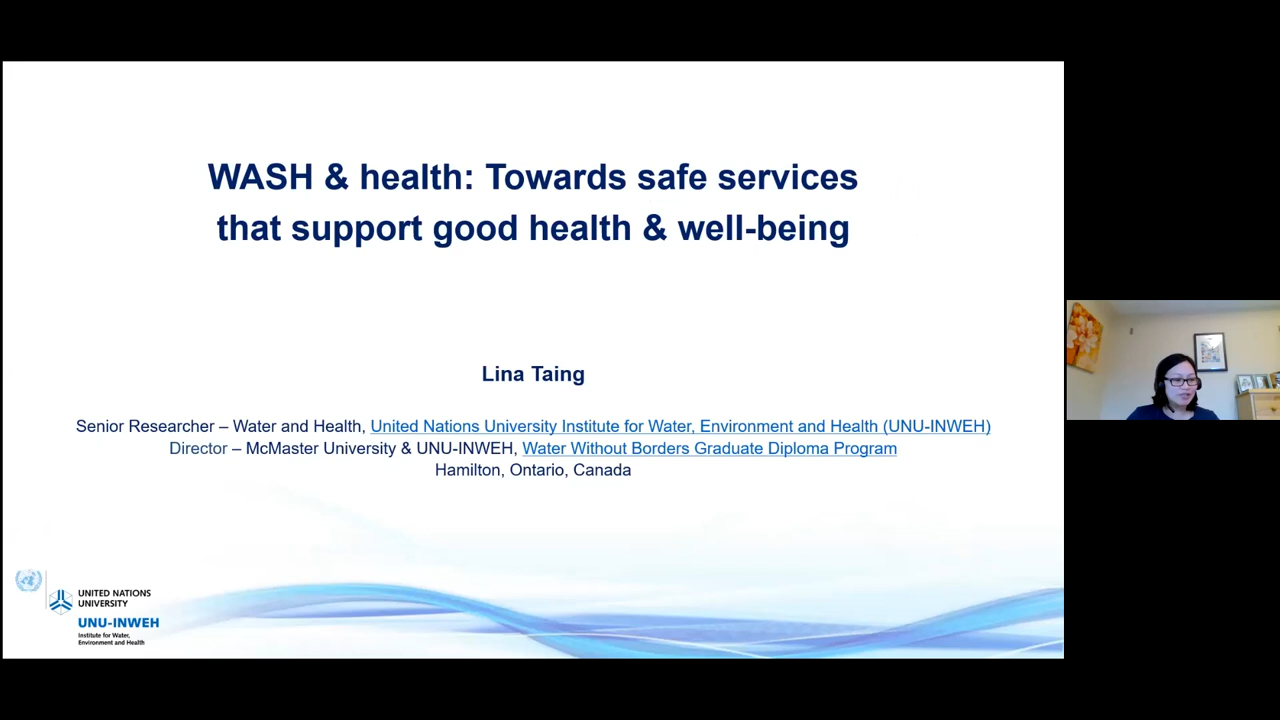 WASH & health: Towards safe services
that support good health & well-being
Lina Taing
Senior Researcher – Water and Health, United Nations University Institute for Water, Environment and Health (UNU-INWEH)
Director – McMaster University & UNU-INWEH, Water Without Borders Graduate Diploma Program
Hamilton, Ontario, Canada
UNITED NATIONS
UNIVERSITY
UNU-INWEH
Institute for Water,
Environment and Health